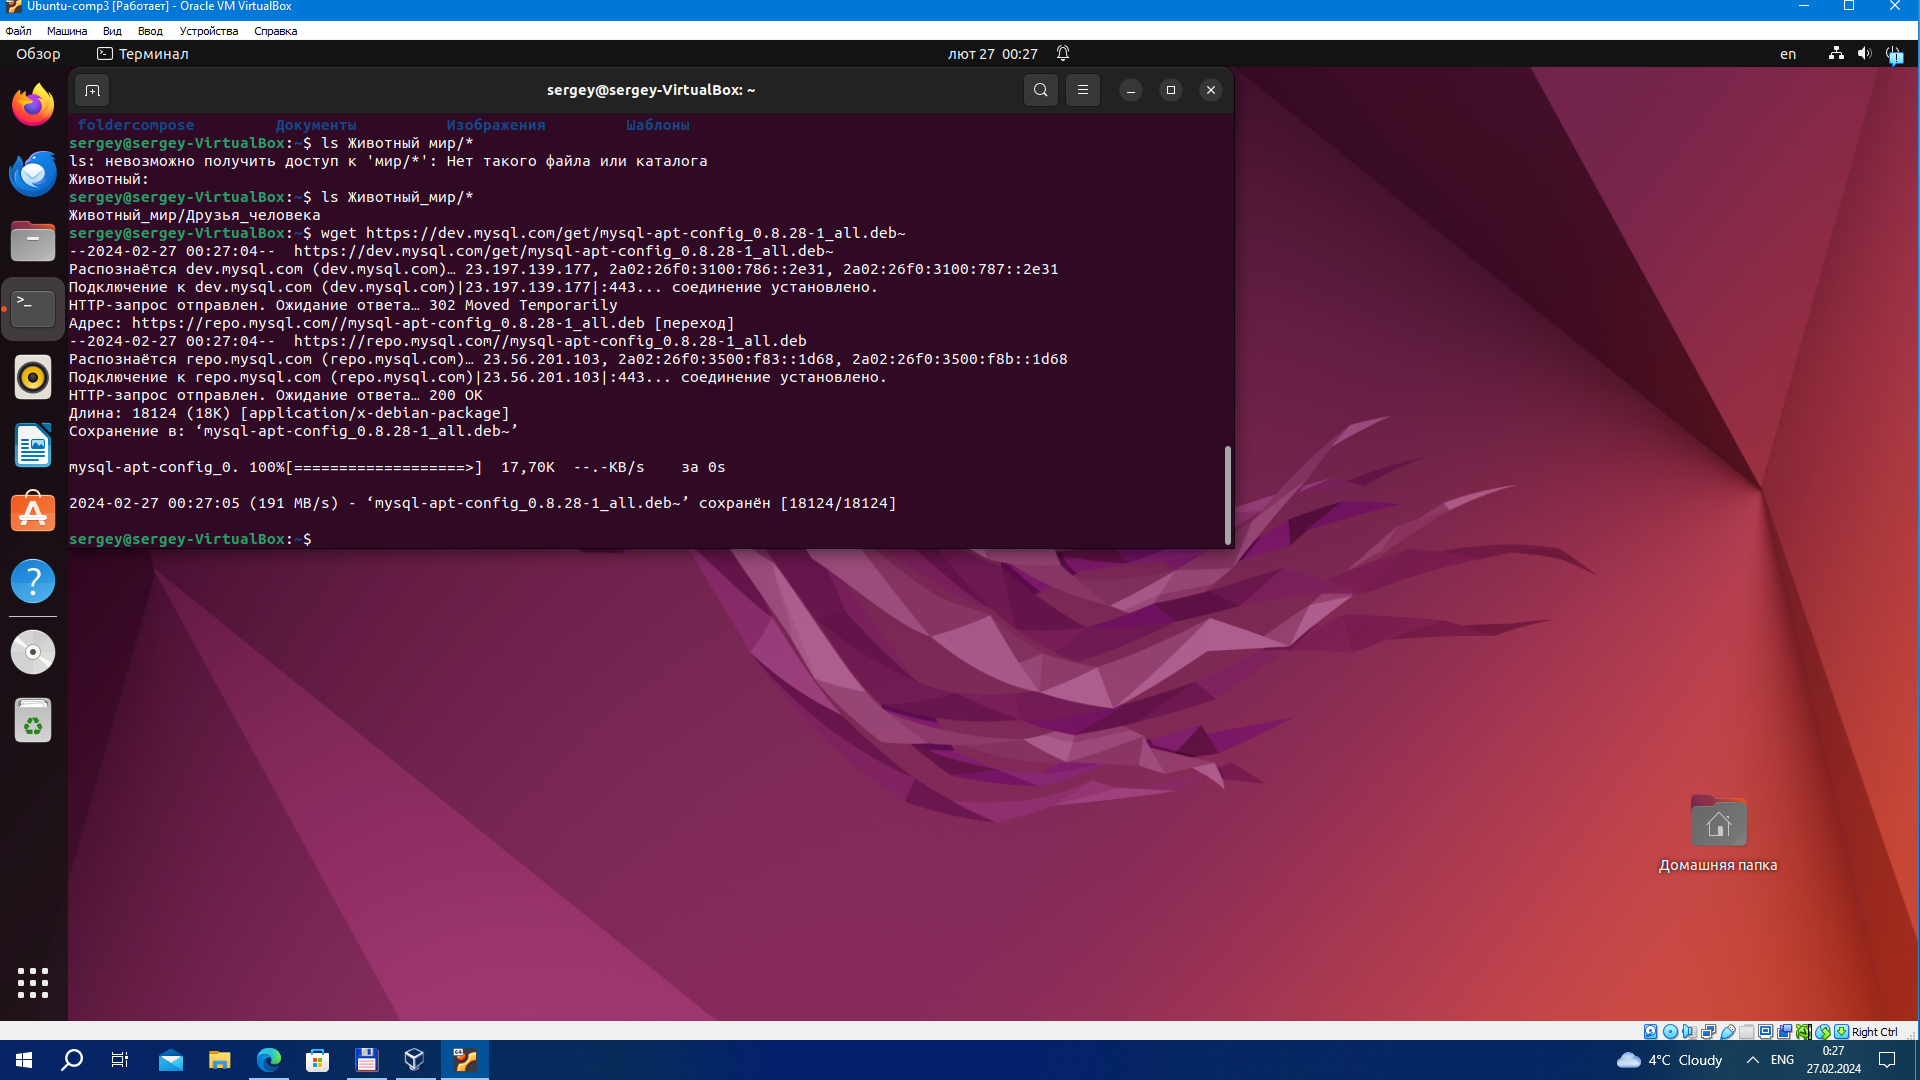 Ubuntu-comp3 [Работает] - Oracle VM VirtualBox
Файл Машина Вид Ввод Устройства Справка
Обзор Терминал лют 27 00:27 en
sergey@sergey-VirtualBox: ~
foldercompose Документы Изображения Шаблоны
sergey@sergey-VirtualBox:~$ ls Животный мир/*
ls: невозможно получить доступ к 'мир/*': Нет такого файла или каталога
Животный:
sergey@sergey-VirtualBox:~$ ls Животный_мир/*
Животный_мир/Друзья_человека
sergey@sergey-VirtualBox:~$ wget https://dev.mysql.com/get/mysql-apt-config_0.8.28-1_all.deb~
--2024-02-27 00:27:04--  https://dev.mysql.com/get/mysql-apt-config_0.8.28-1_all.deb~
Распознаётся dev.mysql.com (dev.mysql.com)… 23.197.139.177, 2a02:26f0:3100:786::2e31, 2a02:26f0:3100:787::2e31
Подключение к dev.mysql.com (dev.mysql.com)|23.197.139.177|:443... соединение установлено.
HTTP-запрос отправлен. Ожидание ответа… 302 Moved Temporarily
Адрес: https://repo.mysql.com//mysql-apt-config_0.8.28-1_all.deb [переход]
--2024-02-27 00:27:04--  https://repo.mysql.com//mysql-apt-config_0.8.28-1_all.deb
Распознаётся repo.mysql.com (repo.mysql.com)… 23.56.201.103, 2a02:26f0:3500:f83::1d68, 2a02:26f0:3500:f8b::1d68
Подключение к repo.mysql.com (repo.mysql.com)|23.56.201.103|:443... соединение установлено.
HTTP-запрос отправлен. Ожидание ответа… 200 OK
Длина: 18124 (18K) [application/x-debian-package]
Сохранение в: ‘mysql-apt-config_0.8.28-1_all.deb~’
mysql-apt-config_0. 100%[===================>]  17,70K  --.-KB/s    за 0s
2024-02-27 00:27:05 (191 MB/s) - ‘mysql-apt-config_0.8.28-1_all.deb~’ сохранён [18124/18124]
sergey@sergey-VirtualBox:~$
Домашняя папка
Right Ctrl
4°C Cloudy ENG 0:27
27.02.2024